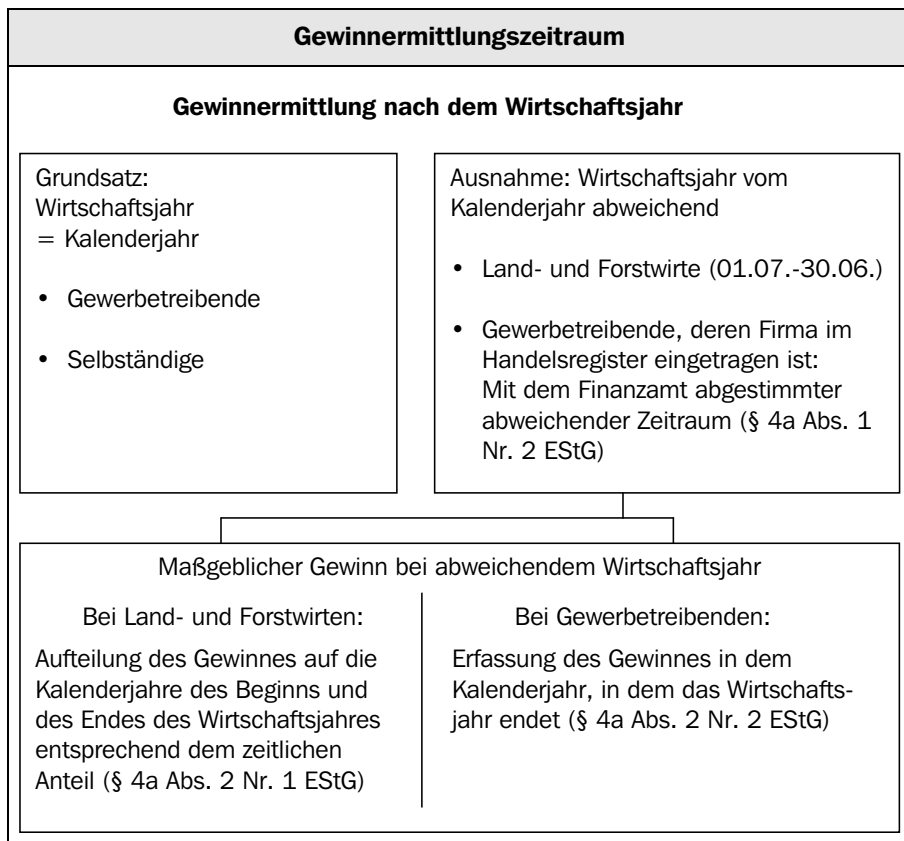 Gewinnermittlungszeitraum
Gewinnermittlung nach dem Wirtschaftsjahr
Grundsatz:
Wirtschaftsjahr
= Kalenderjahr
• Gewerbetreibende
• Selbständige
Ausnahme: Wirtschaftsjahr vom
Kalenderjahr abweichend
• Land- und Forstwirte (01.07.-30.06.)
• Gewerbetreibende, deren Firma im
Handelsregister eingetragen ist:
Mit dem Finanzamt abgestimmter
abweichender Zeitraum (§ 4a Abs. 1
Nr. 2 EStG)
Maßgeblicher Gewinn bei abweichendem Wirtschaftsjahr
Bei Land- und Forstwirten:
Aufteilung des Gewinnes auf die
Kalenderjahre des Beginns und
des Endes des Wirtschaftsjahres
entsprechend dem zeitlichen
Anteil (§ 4a Abs. 2 Nr. 1 EStG)
Bei Gewerbetreibenden:
Erfassung des Gewinnes in dem
Kalenderjahr, in dem das Wirtschafts-
jahr endet (§ 4a Abs. 2 Nr. 2 EStG)